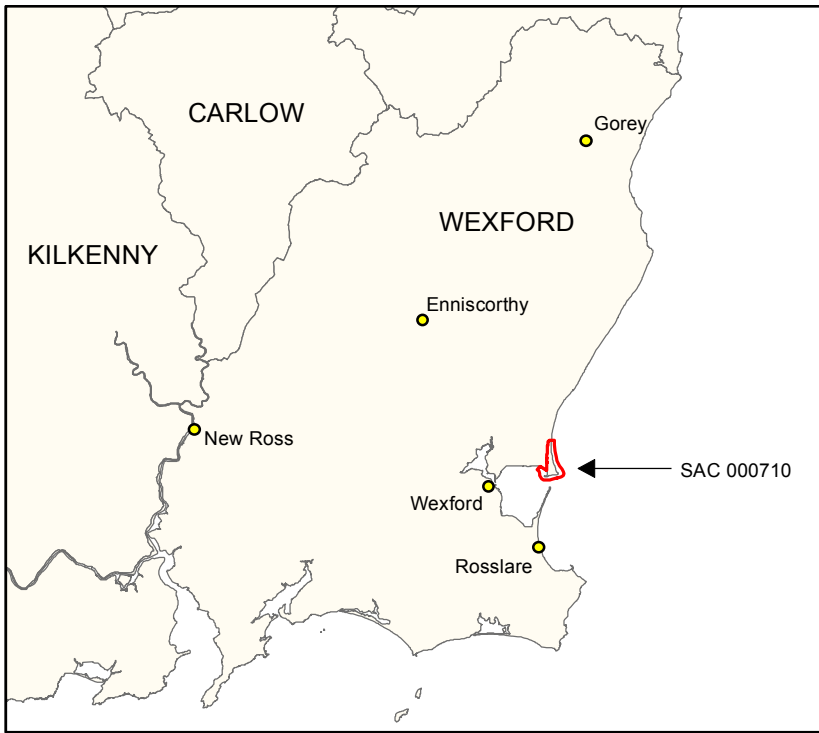 Gorey
CARLOW
WEXFORD
KILKENNY
Enniscorthy
New Ross
SAC 000710
Wexford
Rosslare